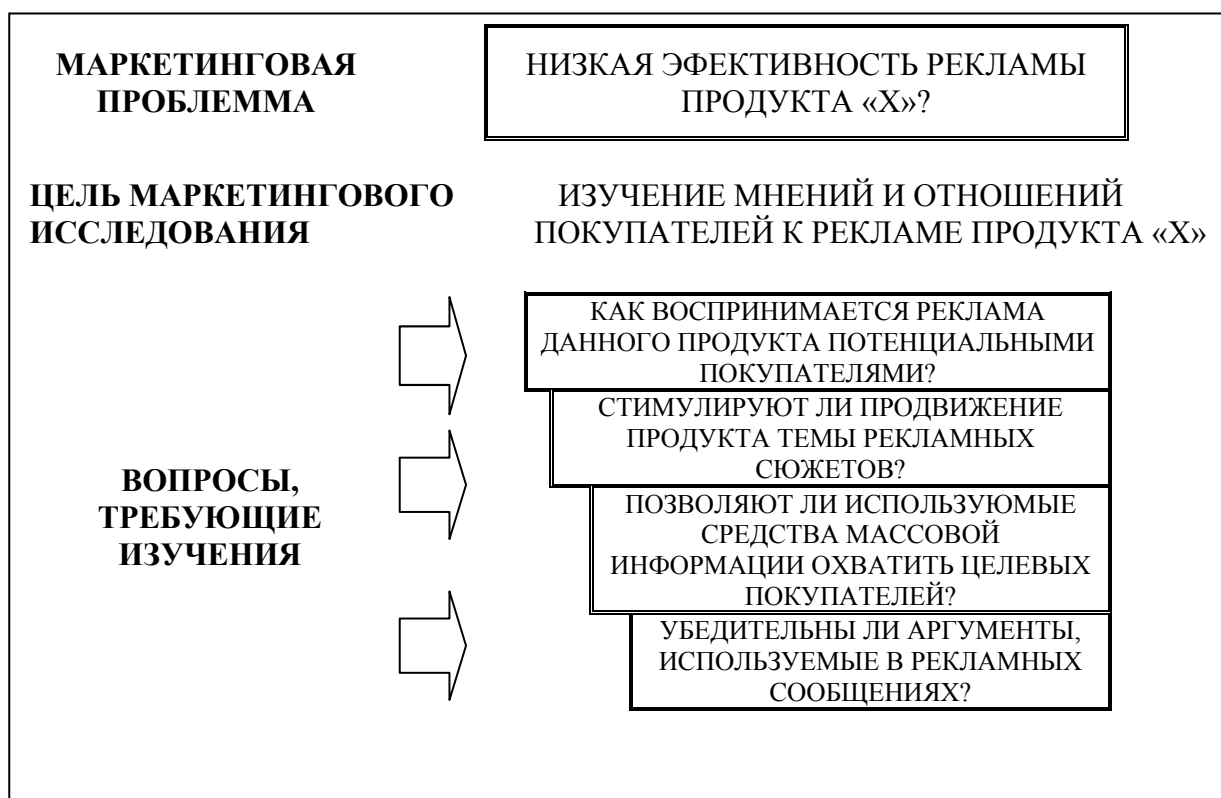 МАРКЕТИНГОВАЯ
ПРОБЛЕММА
НИЗКАЯ ЭФЕКТИВНОСТЬ РЕКЛАМЫ
ПРОДУКТА «X»?
ЦЕЛЬ МАРКЕТИНГОВОГО
ИССЛЕДОВАНИЯ
ИЗУЧЕНИЕ МНЕНИЙ И ОТНОШЕНИЙ
ПОКУПАТЕЛЕЙ К РЕКЛАМЕ ПРОДУКТА «X»
ВОПРОСЫ,
ТРЕБУЮЩИЕ
ИЗУЧЕНИЯ
КАК ВОСПРИНИМАЕТСЯ РЕКЛАМА
ДАННОГО ПРОДУКТА ПОТЕНЦИАЛЬНЫМИ
ПОКУПАТЕЛЯМИ?
СТИМУЛИРУЮТ ЛИ ПРОДВИЖЕНИЕ
ПРОДУКТА ТЕМЫ РЕКЛАМНЫХ
СЮЖЕТОВ?
ПОЗВОЛЯЮТ ЛИ ИСПОЛЬЗУЮМЫЕ
СРЕДСТВА МАССОВОЙ
ИНФОРМАЦИИ ОХВАТИТЬ ЦЕЛЕВЫХ
ПОКУПАТЕЛЕЙ?
УБЕДИТЕЛЬНЫ ЛИ АРГУМЕНТЫ,
ИСПОЛЬЗУЕМЫЕ В РЕКЛАМНЫХ
СООБЩЕНИЯХ?